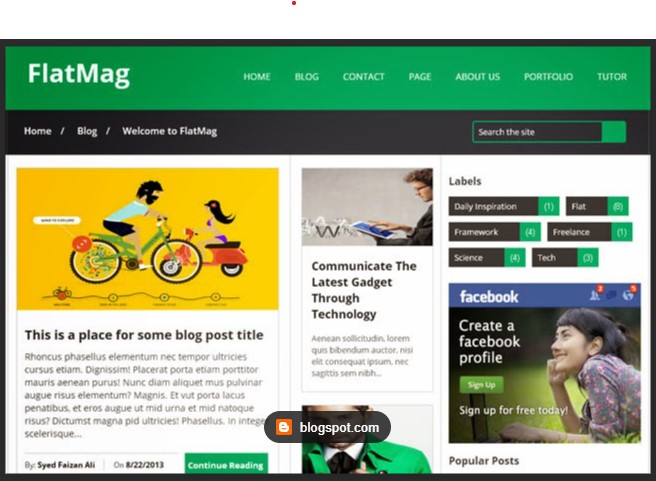 FlatMag
HOME BLOG CONTACT PAGE ABOUT US PORTFOLIO TUTOR
Home / Blog / Welcome to FlatMag
Search the site
This is a place for some blog post title
Rhoncus phasellus elementum nec tempor ultricies
cursus etiam. Dignissim! Placerat porta etiam porttitor
mauris aenean purus! Nunc diam aliquet mus pulvinar
augue risus elementum? Magnis. Et vut porta lacus
penatibus, et eros augue ut mid urna et mid natoque
risus? Dictumst magna pid ultricies! Phasellus. In intege
scelerisque...
By: Syed Faizan Ali On 8/22/2013 Continue Reading
Communicate The
Latest Gadget
Through
Technology
Aenean sollicitudin, lorem
quis bibendum auctor, nisi
elit consequat ipsum, nec
sagittis sem nibh...
blogspot.com
Labels
Daily Inspiration (1) Flat (8)
Framework (4) Freelance (1)
Science (4) Tech (3)
facebook
Create a
facebook
profile
Sign Up
Sign up for free today!
Popular Posts